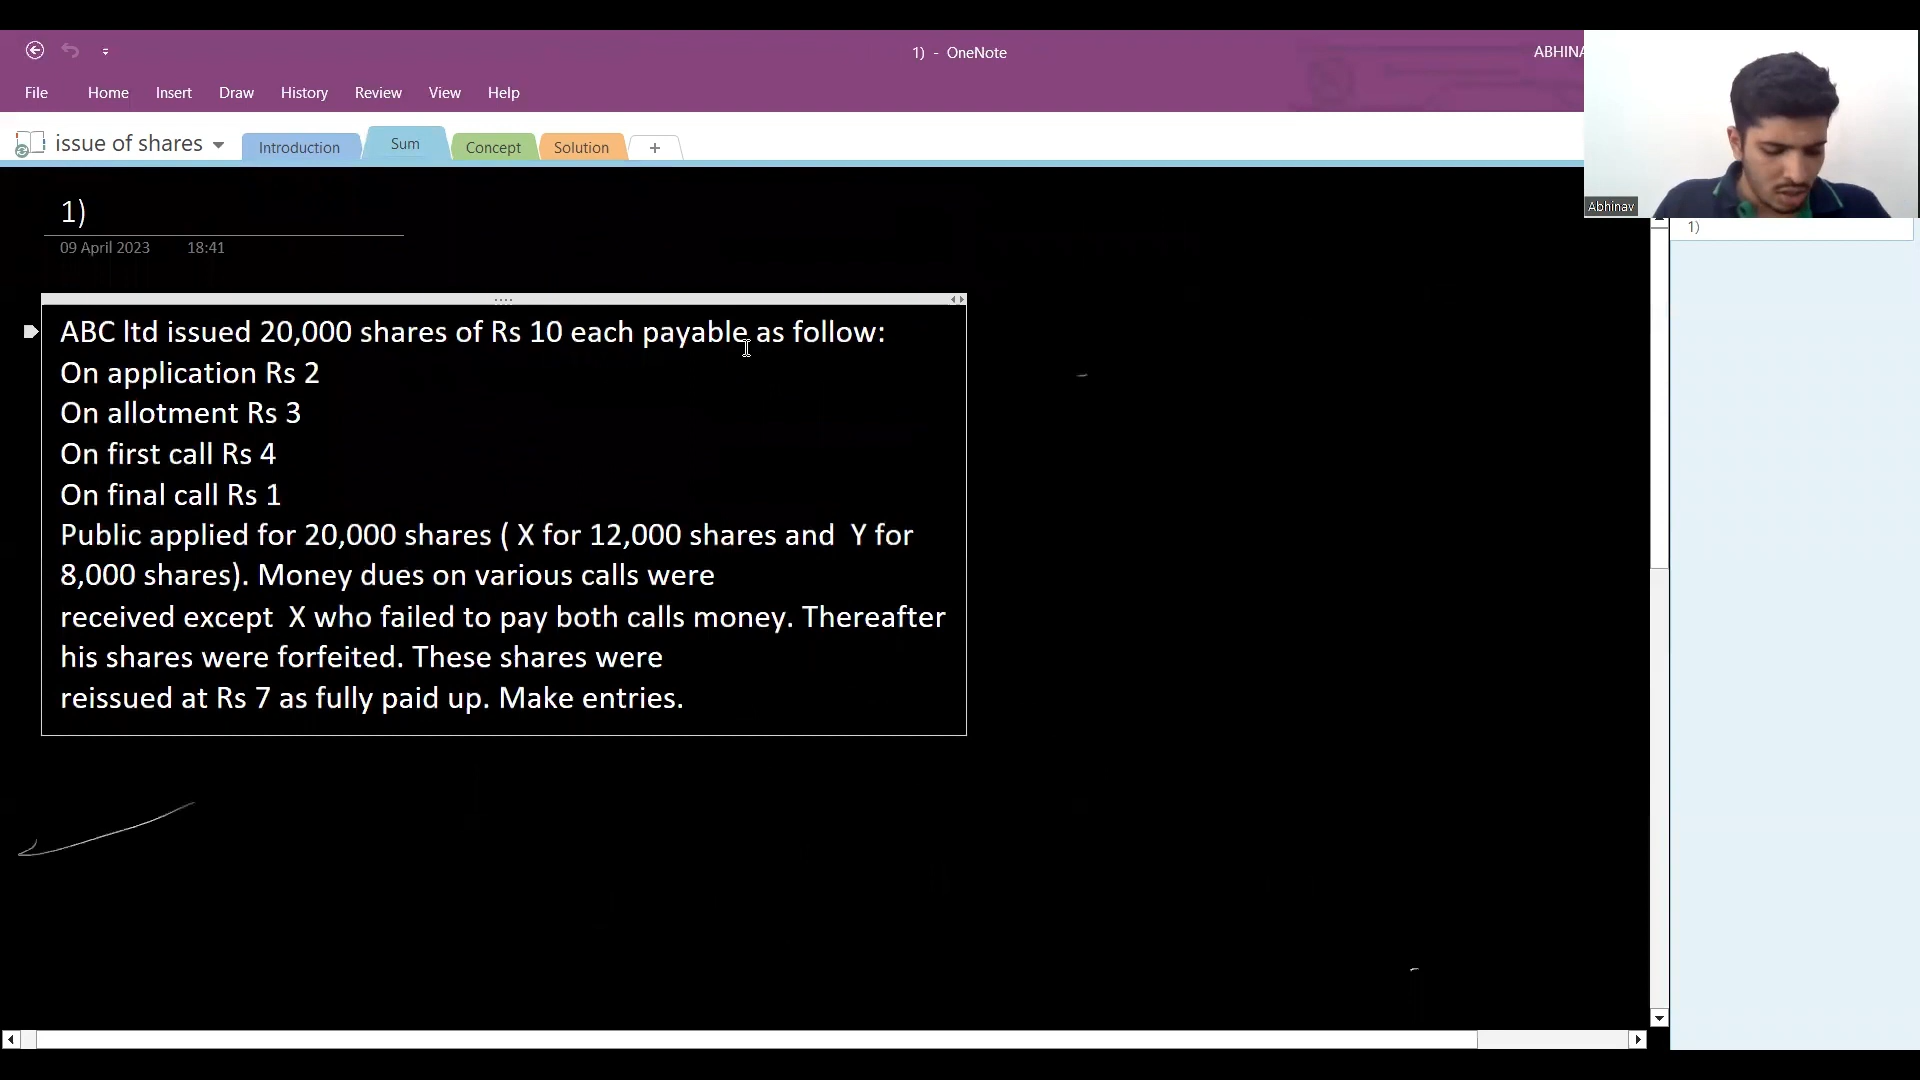 1) - OneNote
File Home Insert Draw History Review View Help
issue of shares Introduction Sum Concept Solution +
Abhinav
1)
1)
09 April 2023 18:41
ABC ltd issued 20,000 shares of Rs 10 each payable as follow:
On application Rs 2
On allotment Rs 3
On first call Rs 4
On final call Rs 1
Public applied for 20,000 shares ( X for 12,000 shares and Y for
8,000 shares). Money dues on various calls were
received except X who failed to pay both calls money. Thereafter
his shares were forfeited. These shares were
reissued at Rs 7 as fully paid up. Make entries.